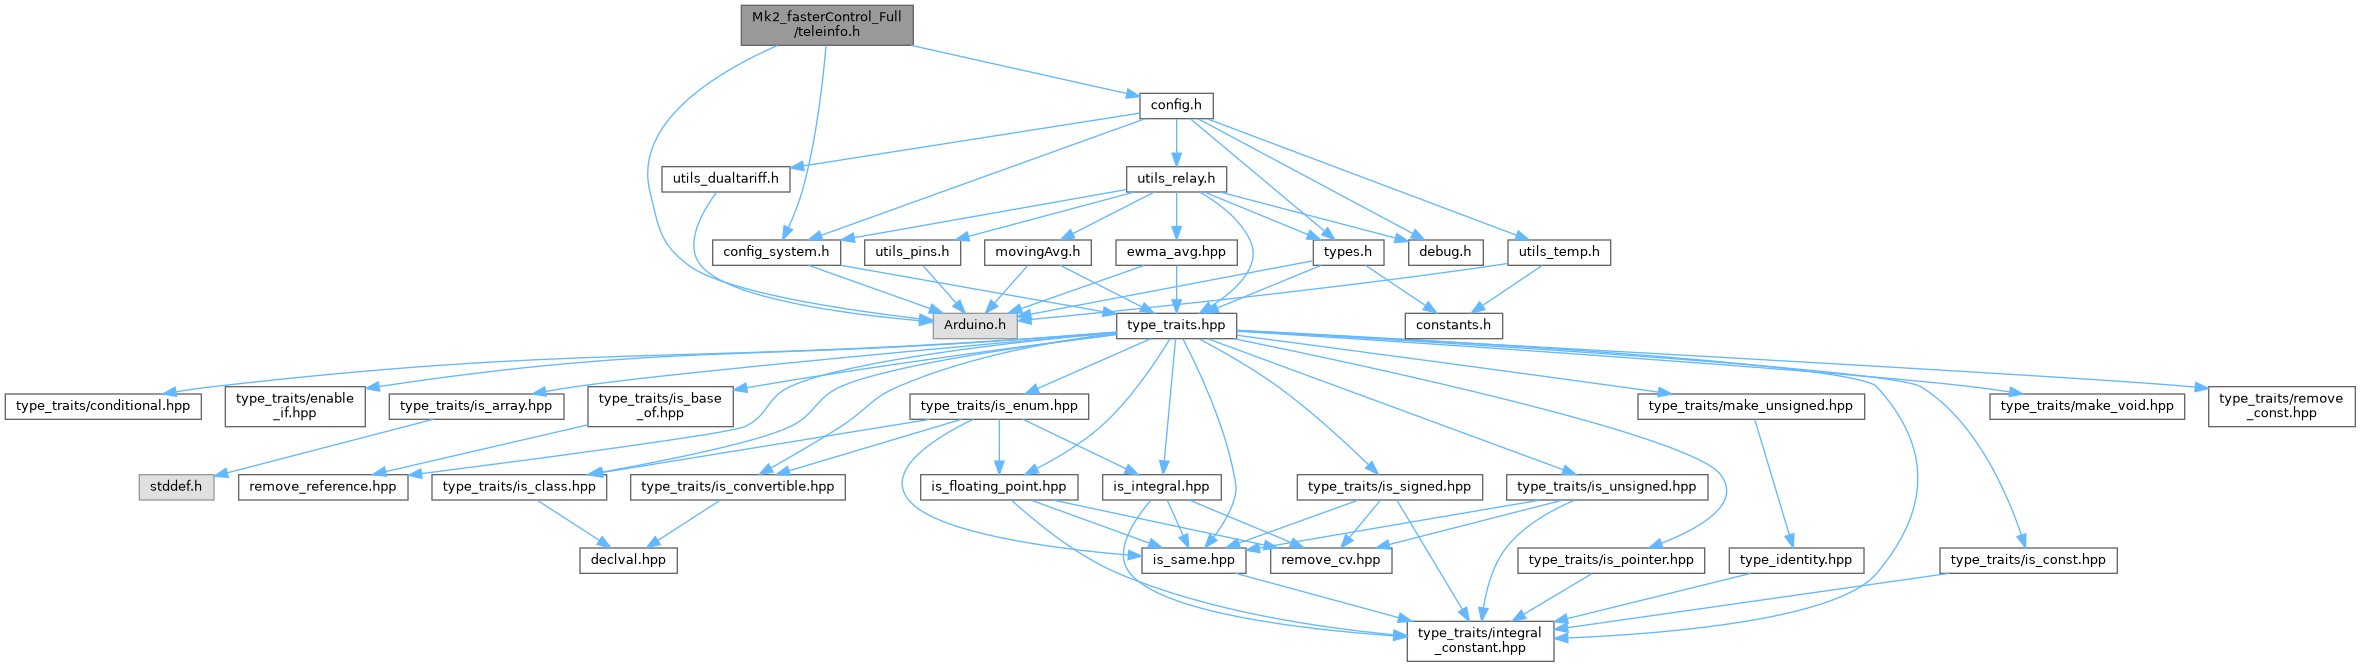 Mk2_fasterControl_Full
/teleinfo.h
config.h
utils_dualtariff.h
utils_relay.h
config_system.h
utils_pins.h
movingAvg.h
ewma_avg.hpp
types.h
debug.h
utils_temp.h
Arduino.h
type_traits.hpp
constants.h
type_traits/conditional.hpp
type_traits/enable
_if.hpp
type_traits/is_array.hpp
type_traits/is_base
_of.hpp
type_traits/is_enum.hpp
type_traits/make_unsigned.hpp
type_traits/make_void.hpp
type_traits/remove
_const.hpp
stddef.h
remove_reference.hpp
type_traits/is_class.hpp
type_traits/is_convertible.hpp
is_floating_point.hpp
is_integral.hpp
type_traits/is_signed.hpp
type_traits/is_unsigned.hpp
declval.hpp
is_same.hpp
remove_cv.hpp
type_traits/is_pointer.hpp
type_identity.hpp
type_traits/is_const.hpp
type_traits/integral
_constant.hpp